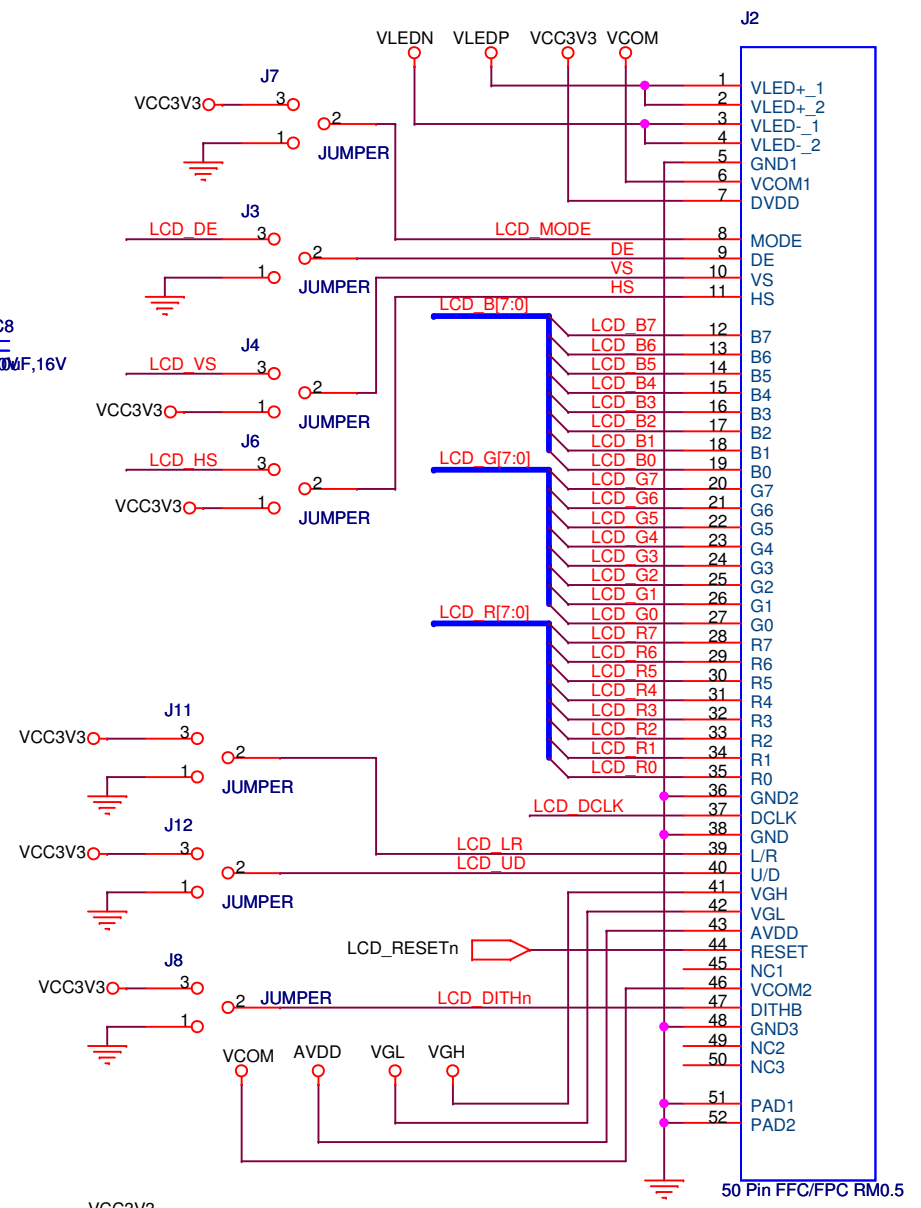 J2
VLEDN VLEDP VCC3V3 VCOM
J7
VCC3V3 3
2
1
JUMPER
1 VLED+_1
2 VLED+_2
3 VLED-_1
4 VLED-_2
5 GND1
6 VCOM1
7 DVDD
J3
LCD_DE 3
2
1
JUMPER
LCD_MODE 8 MODE
DE 9 DE
VS 10 VS
HS 11 HS
J4
LCD_VS 3
2
VCC3V3 1
JUMPER
J6
LCD_HS 3
2
VCC3V3 1
JUMPER
LCD_B[7:0]
LCD_B7 12 B7
LCD_B6 13 B6
LCD_B5 14 B5
LCD_B4 15 B4
LCD_B3 16 B3
LCD_B2 17 B2
LCD_B1 18 B1
LCD_B0 19 B0
LCD_G[7:0]
LCD_G7 20 G7
LCD_G6 21 G6
LCD_G5 22 G5
LCD_G4 23 G4
LCD_G3 24 G3
LCD_G2 25 G2
LCD_G1 26 G1
LCD_G0 27 G0
LCD_R[7:0]
LCD_R7 28 R7
LCD_R6 29 R6
LCD_R5 30 R5
LCD_R4 31 R4
LCD_R3 32 R3
LCD_R2 33 R2
LCD_R1 34 R1
LCD_R0 35 R0
36 GND2
LCD_DCLK 37 DCLK
38 GND
LCD_LR 39 L/R
LCD_UD 40 U/D
41 VGH
42 VGL
43 AVDD
LCD_RESETn 44 RESET
45 NC1
46 VCOM2
LCD_DITHn 47 DITHB
48 GND3
49 NC2
50 NC3
51 PAD1
52 PAD2
J11
VCC3V3 3
2
1
JUMPER
J12
VCC3V3 3
2
1
JUMPER
J8
VCC3V3 3
2 JUMPER
1
VCOM AVDD VGL VGH
50 Pin FFC/FPC RM0.5